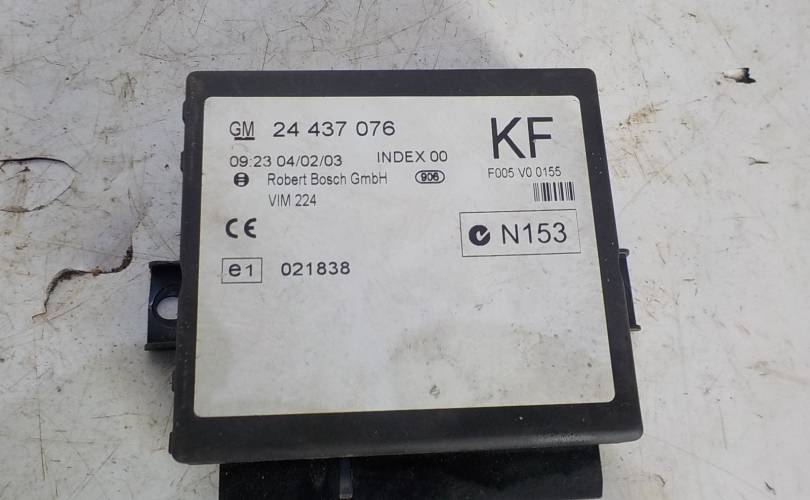 GM 24 437 076
KF
09:23 04/02/03 INDEX 00
F005 V0 0155
Robert Bosch GmbH 906
VIM 224
CE
N153
e1 021838